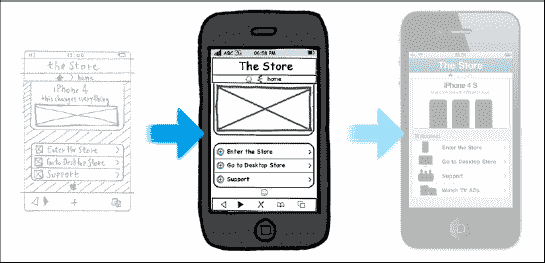 the Store
home
iPhone 4
this changes everything
Enter the Store
Go to Desktop Store
Support
ABC 3G 06:58 PM
The Store
home
Enter the Store
Go to Desktop Store
Support
The Store
iPhone 4 S
Enter the Store
Go to Desktop Store
Support
Watch TV ADs